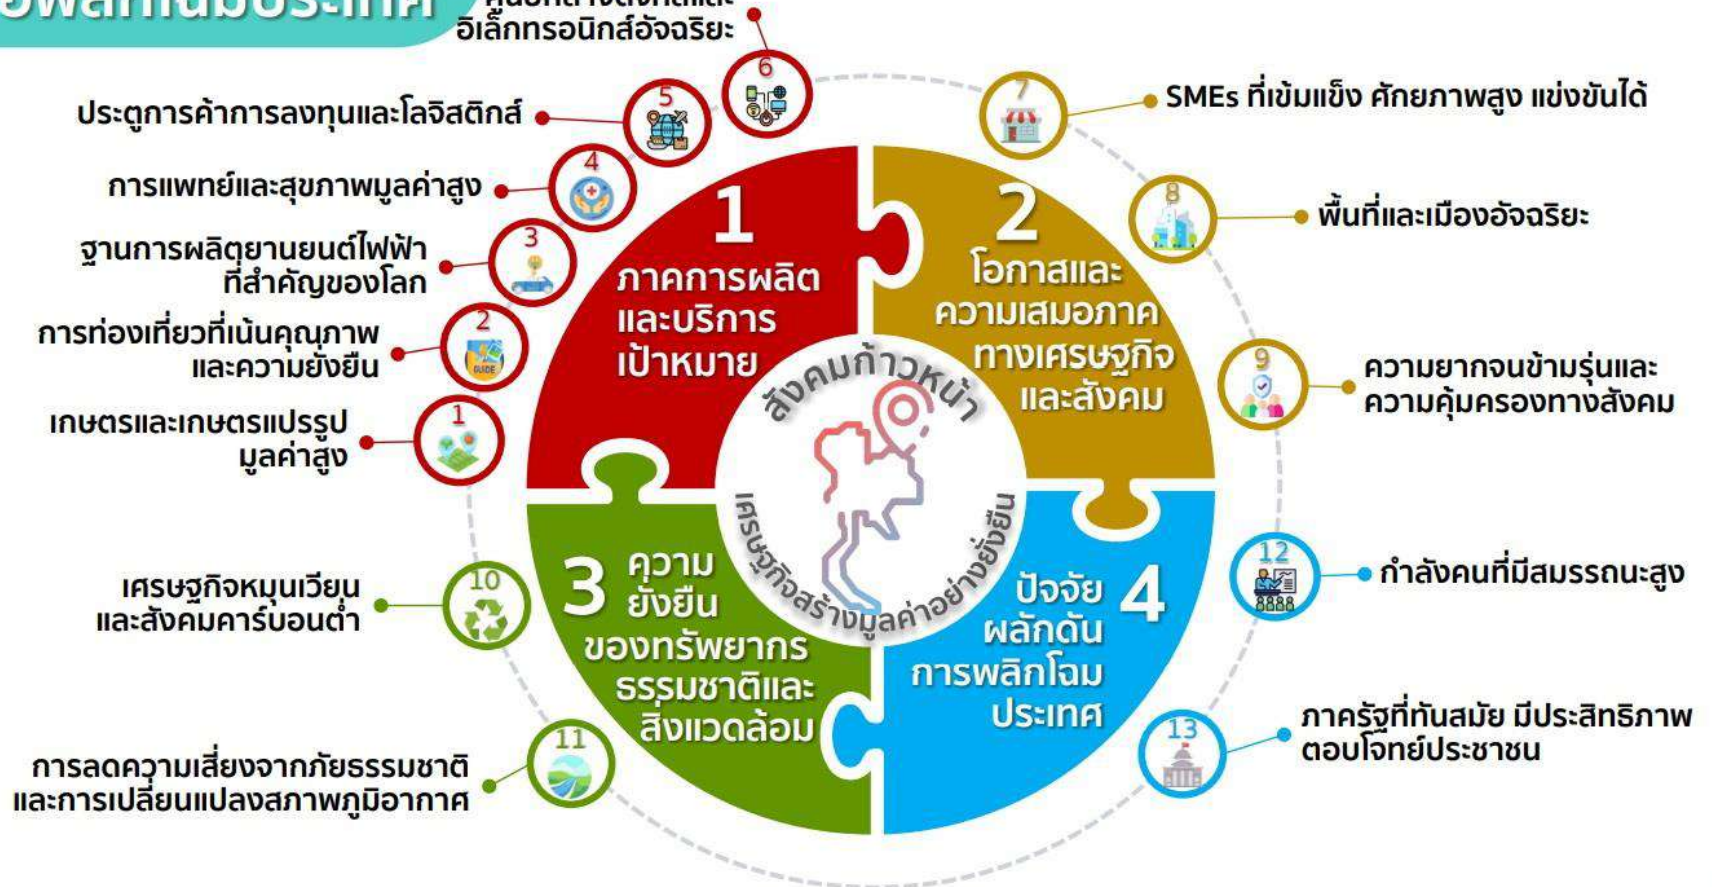 อิเล็กทรอนิกส์อัจฉริยะ
6
5
ประตูการค้าการลงทุนและโลจิสติกส์
4
การแพทย์และสุขภาพมูลค่าสูง
3
ฐานการผลิตยานยนต์ไฟฟ้า
ที่สำคัญของโลก
2
GUIDE
การท่องเที่ยวที่เน้นคุณภาพ
และความยั่งยืน
1
เกษตรและเกษตรแปรรูป
มูลค่าสูง
1
ภาคการผลิต
และบริการ
เป้าหมาย
2
โอกาสและ
ความเสมอภาค
ทางเศรษฐกิจ
และสังคม
7
SMEs ที่เข้มแข็ง ศักยภาพสูง แข่งขันได้
8
พื้นที่และเมืองอัจฉริยะ
9
ความยากจนข้ามรุ่นและ
ความคุ้มครองทางสังคม
สังคมก้าวหน้า
เศรษฐกิจสร้างมูลค่าอย่างยั่งยืน
3
ความ
ยั่งยืน
ของทรัพยากร
ธรรมชาติและ
สิ่งแวดล้อม
10
เศรษฐกิจหมุนเวียน
และสังคมคาร์บอนต่ำ
11
การลดความเสี่ยงจากภัยธรรมชาติ
และการเปลี่ยนแปลงสภาพภูมิอากาศ
4
ปัจจัย
ผลักดัน
การพลิกโฉม
ประเทศ
12
กำลังคนที่มีสมรรถนะสูง
13
ภาครัฐที่ทันสมัย มีประสิทธิภาพ
ตอบโจทย์ประชาชน